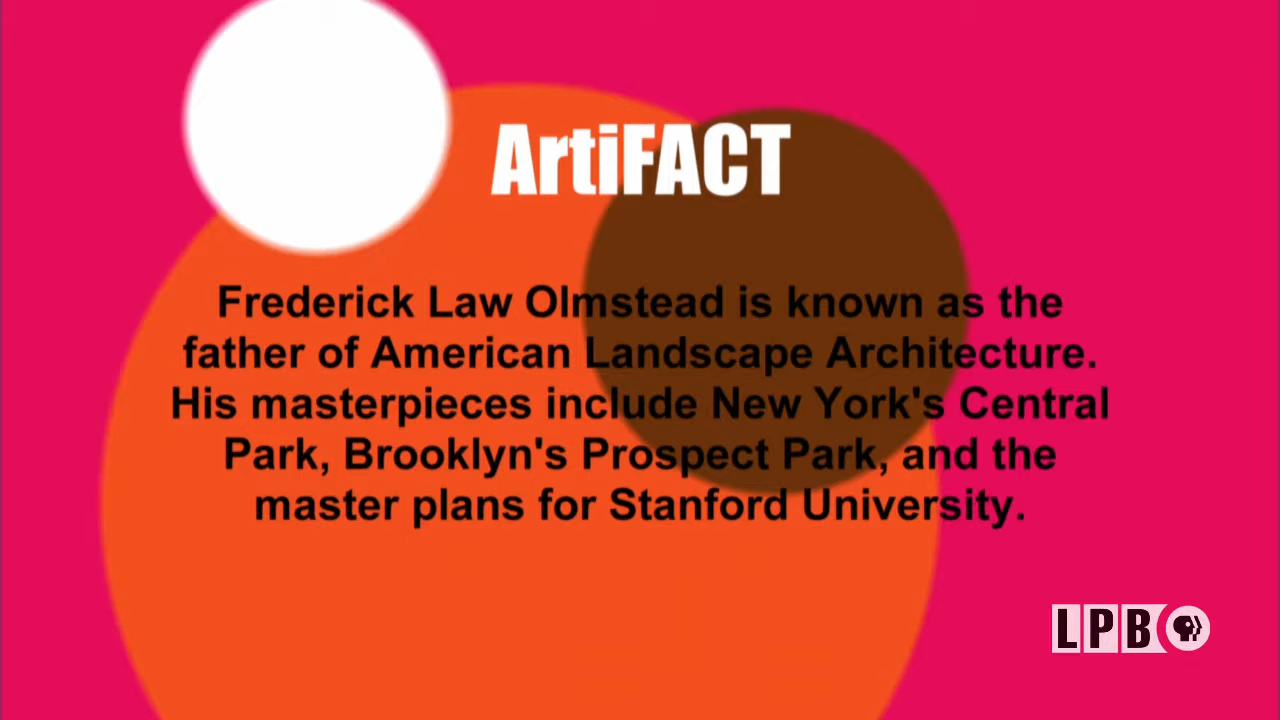 ArtiFACT
Frederick Law Olmstead is known as the
father of American Landscape Architecture.
His masterpieces include New York's Central
Park, Brooklyn's Prospect Park, and the
master plans for Stanford University.
LPB